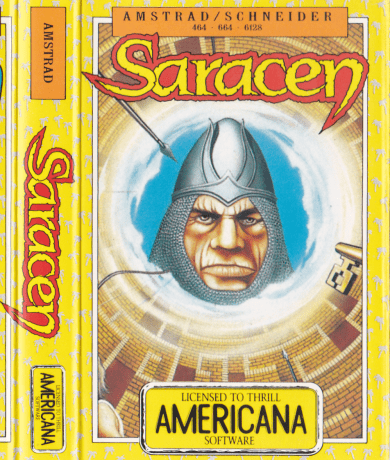 AMSTRAD
Saracen
LICENSED TO THRILL
AMERICANA
SOFTWARE
AMSTRAD/SCHNEIDER
464 - 664 - 6128
Saracen
LICENSED TO THRILL
AMERICANA
SOFTWARE